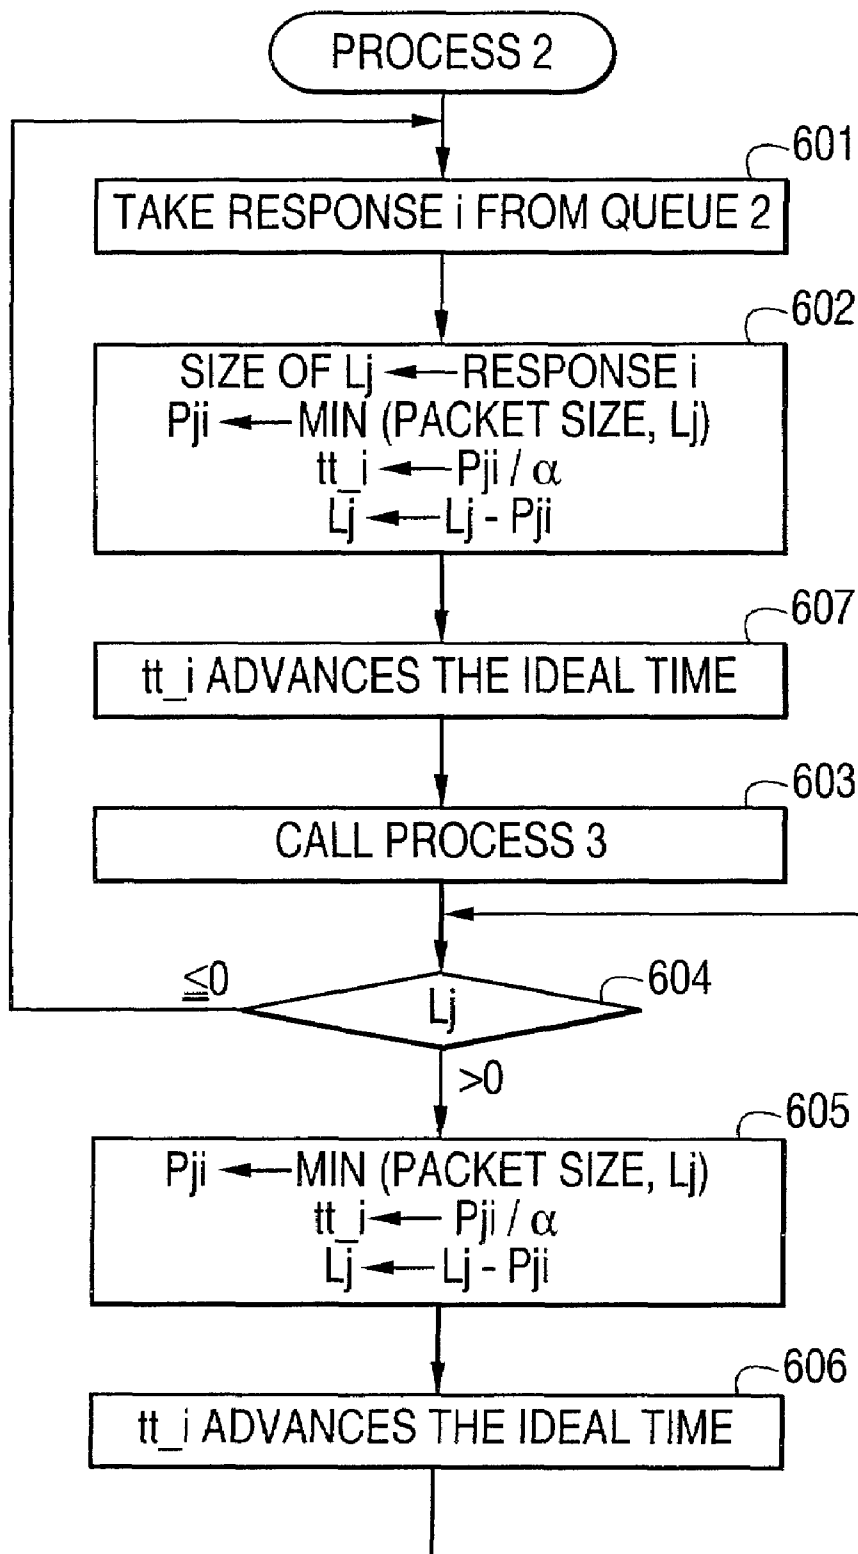 PROCESS 2
601
TAKE RESPONSE i FROM QUEUE 2
602
SIZE OF Lj ← RESPONSE i
Pji ← MIN (PACKET SIZE, Lj)
tt_i ← Pji / α
Lj ← Lj - Pji
607
tt_i ADVANCES THE IDEAL TIME
603
CALL PROCESS 3
≦0
604
Lj
>0
605
Pji ← MIN (PACKET SIZE, Lj)
tt_i ← Pji / α
Lj ← Lj - Pji
606
tt_i ADVANCES THE IDEAL TIME